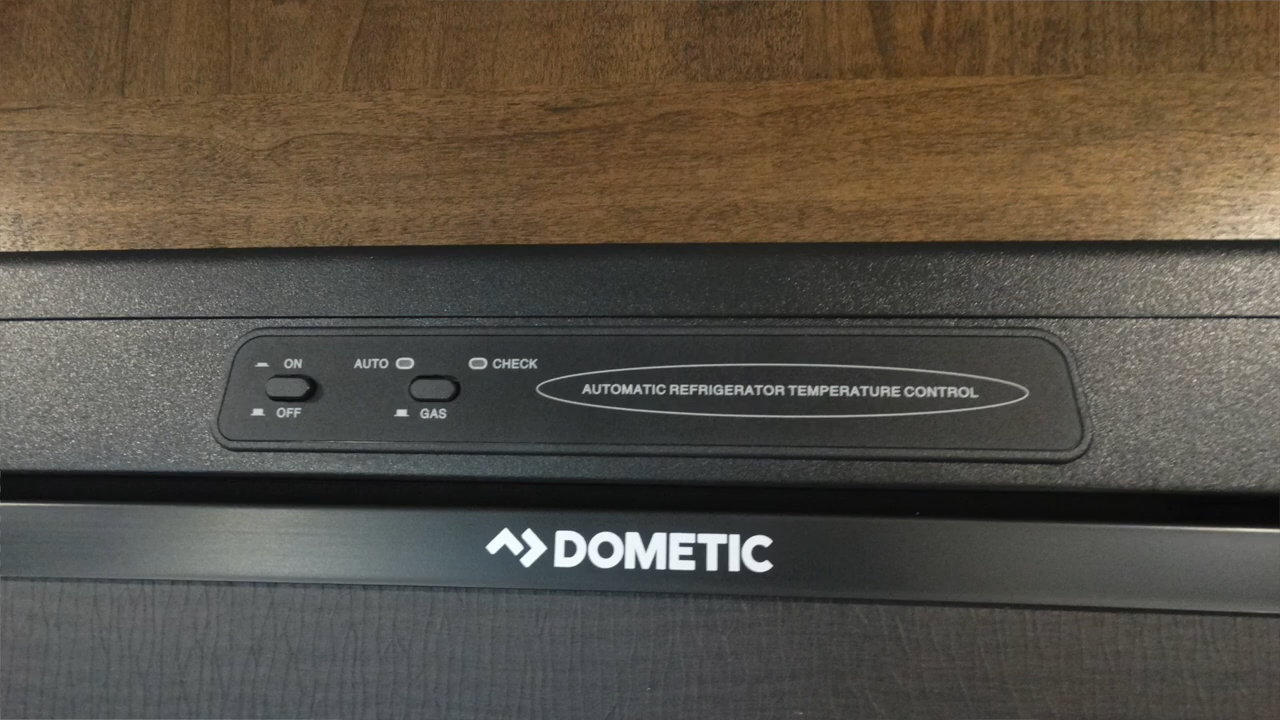 ON
AUTO
CHECK
AUTOMATIC REFRIGERATOR TEMPERATURE CONTROL
OFF
GAS
DOMETIC